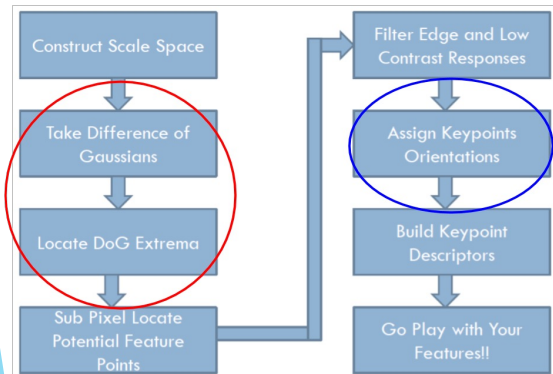 Construct Scale Space
Take Difference of
Gaussians
Locate DoG Extrema
Sub Pixel Locate
Potential Feature
Points
Filter Edge and Low
Contrast Responses
Assign Keypoints
Orientations
Build Keypoint
Descriptors
Go Play with Your
Features!!